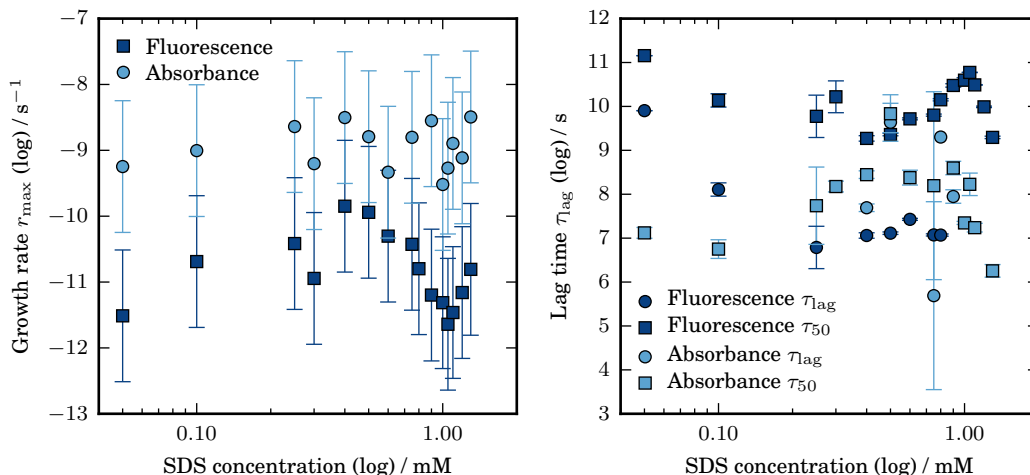 Fluorescence
Absorbance
−7
−8
−9
−10
−11
−12
−13
Growth rate r_max (log) / s⁻¹
0.10
1.00
SDS concentration (log) / mM
12
11
10
9
8
7
6
5
4
3
Lag time τ_lag (log) / s
Fluorescence τ_lag
Fluorescence τ_50
Absorbance τ_lag
Absorbance τ_50
0.10
1.00
SDS concentration (log) / mM